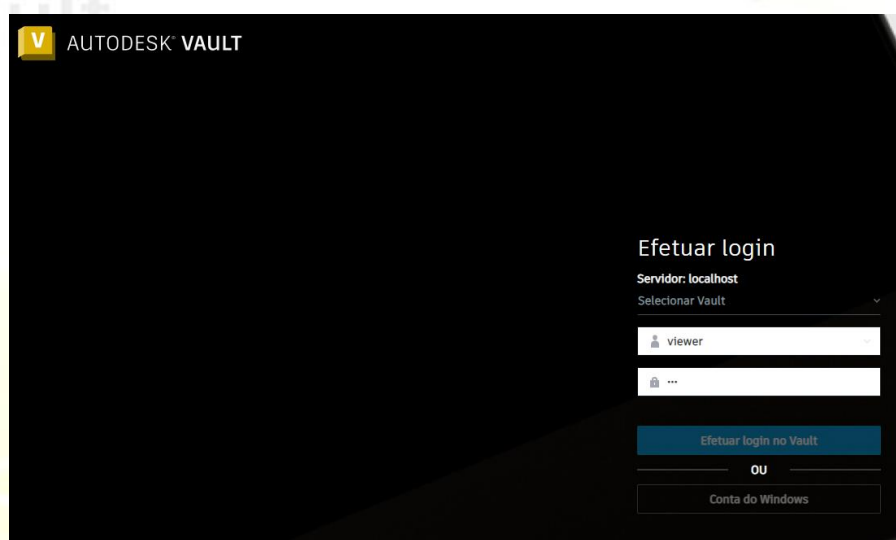 V AUTODESK® VAULT
Efetuar login
Servidor: localhost
Selecionar Vault
viewer
•••
Efetuar login no Vault
OU
Conta do Windows